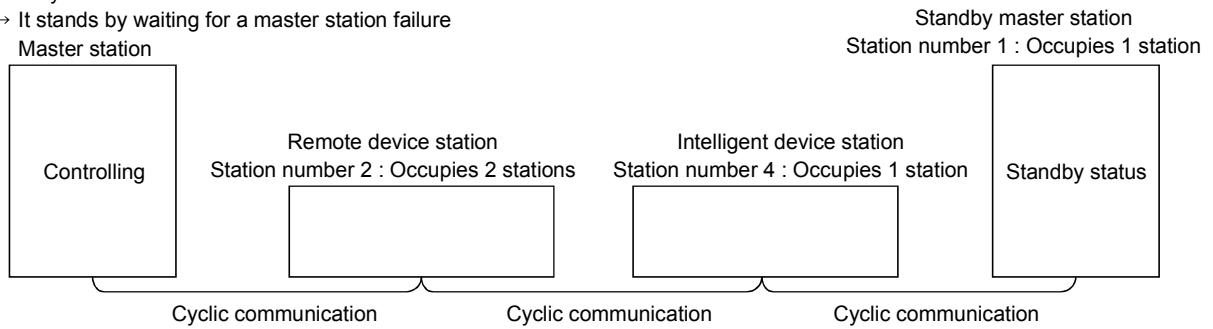 → It stands by waiting for a master station failure
Master station
Standby master station
Station number 1 : Occupies 1 station
Remote device station
Station number 2 : Occupies 2 stations
Intelligent device station
Station number 4 : Occupies 1 station
Controlling
Standby status
Cyclic communication
Cyclic communication
Cyclic communication